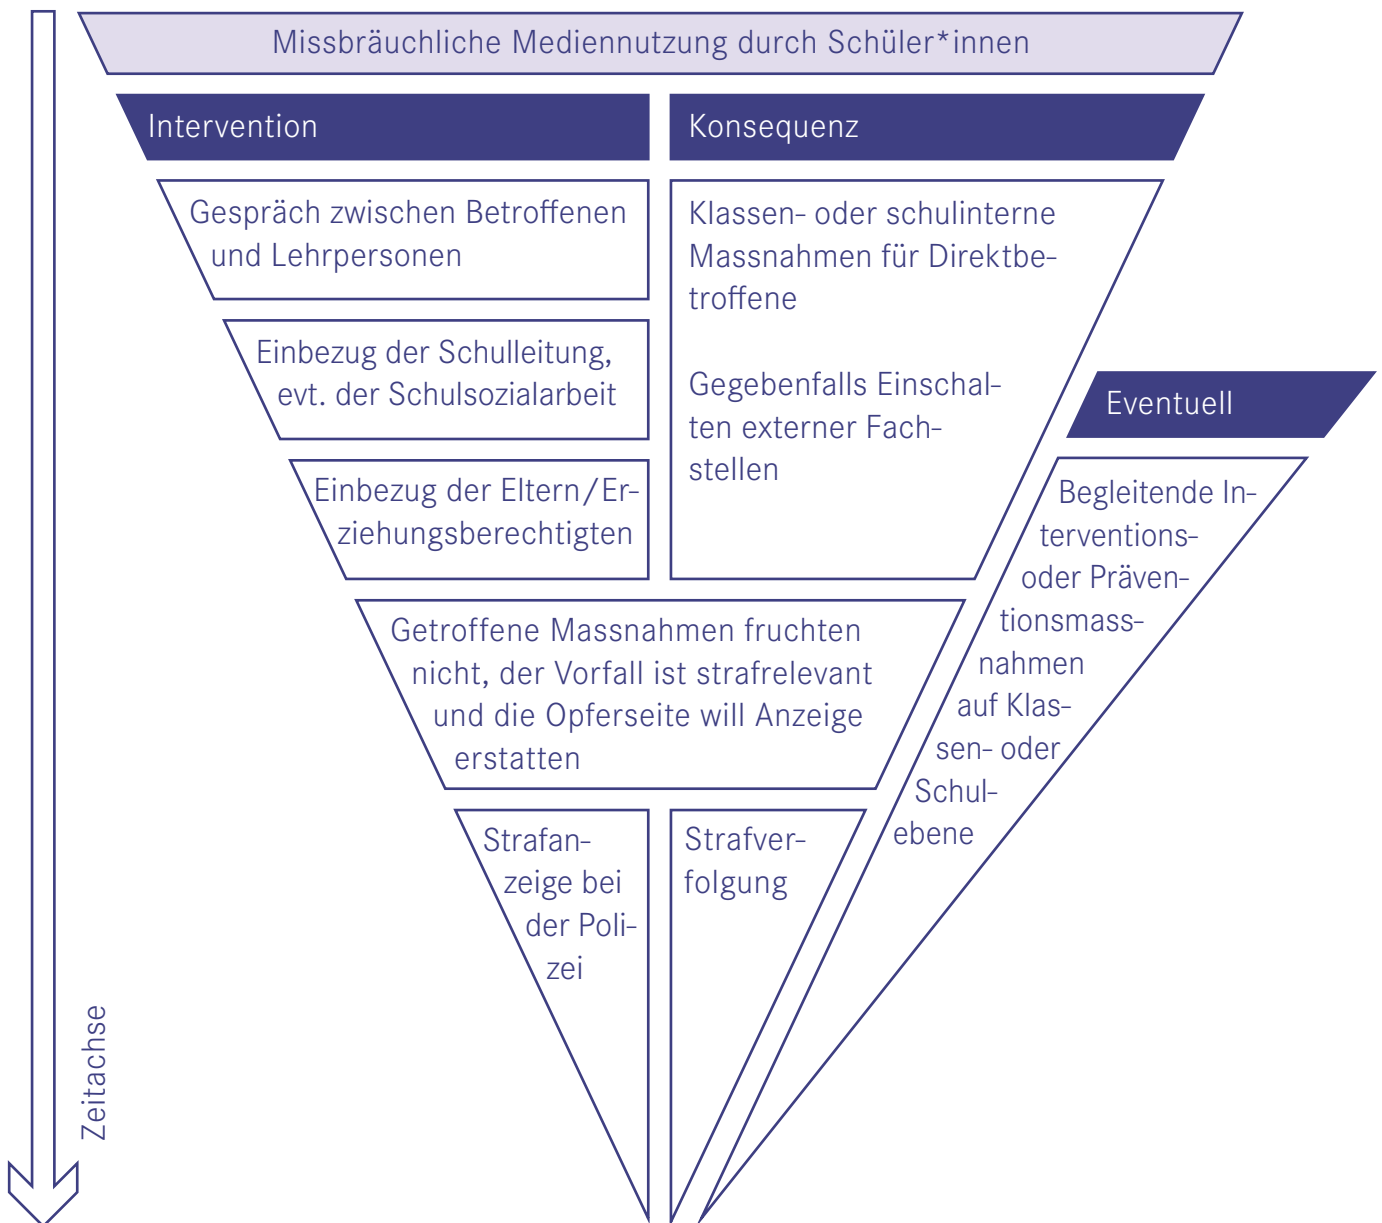 Missbräuchliche Mediennutzung durch Schüler*innen
Intervention
Konsequenz
Gespräch zwischen Betroffenen
und Lehrpersonen
Einbezug der Schulleitung,
evt. der Schulsozialarbeit
Einbezug der Eltern/Er-
ziehungsberechtigten
Klassen- oder schulinterne
Massnahmen für Direktbe-
troffene
Gegebenfalls Einschal-
ten externer Fach-
stellen
Getroffene Massnahmen fruchten
nicht, der Vorfall ist strafrelevant
und die Opferseite will Anzeige
erstatten
Strafan-
zeige bei
der Poli-
zei
Strafver-
folgung
Eventuell
Begleitende In-
terventions-
oder Präven-
tionsmass-
nahmen
auf Klas-
sen- oder
Schul-
ebene
Zeitachse